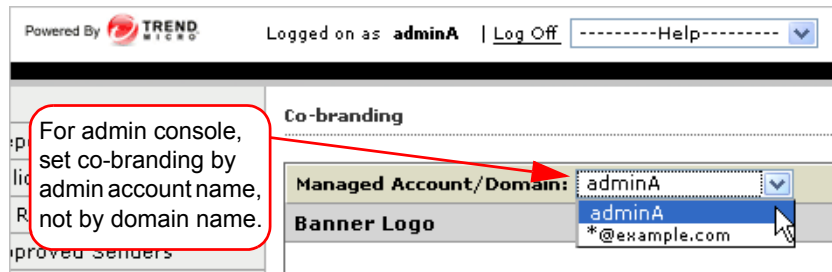 Powered By TREND MICRO Logged on as adminA | Log Off ---------Help---------
Co-branding
For admin console,
set co-branding by
admin account name,
not by domain name.
Managed Account/Domain: adminA
adminA
*@example.com
Banner Logo
proved Senders